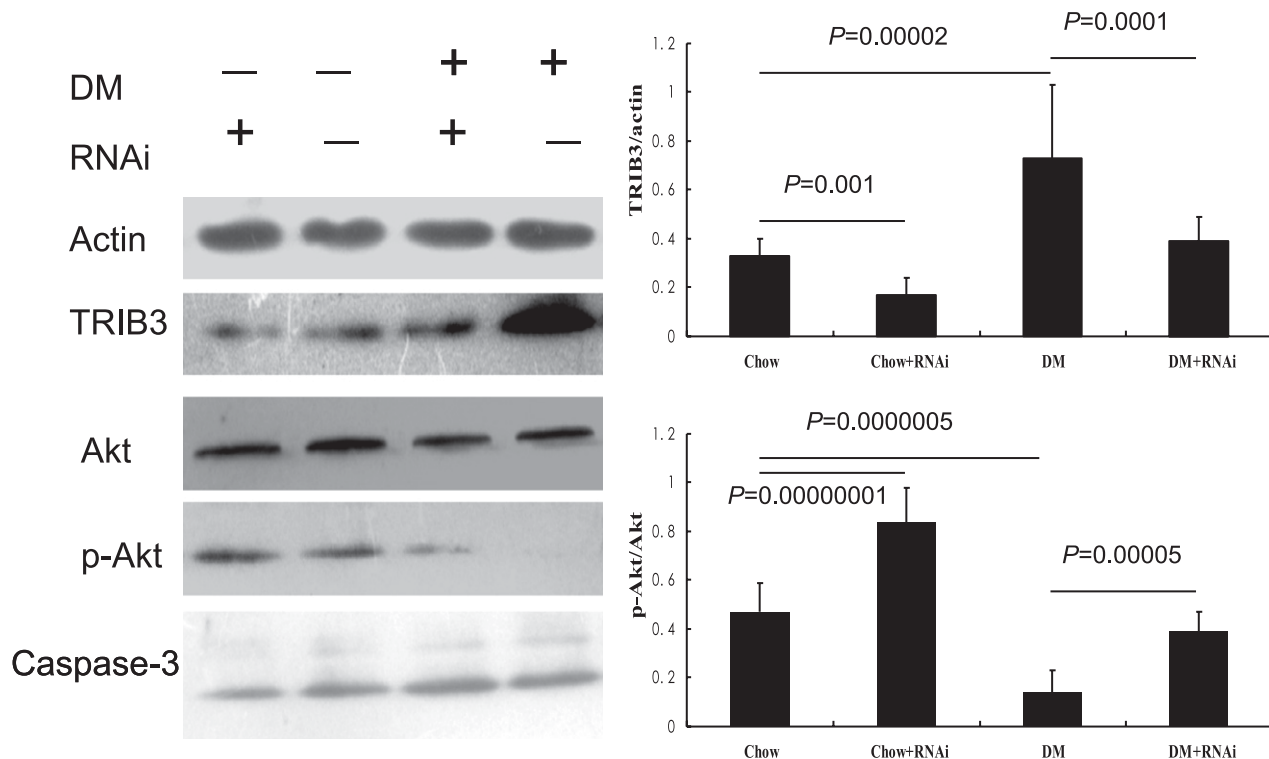 DM — — + +
RNAi + — + —
Actin
TRIB3
Akt
p-Akt
Caspase-3
P=0.00002
P=0.0001
P=0.001
TRIB3/actin
1.2
1
0.8
0.6
0.4
0.2
0
Chow Chow+RNAi DM DM+RNAi
P=0.0000005
P=0.00000001
P=0.00005
p-Akt/Akt
1.2
1
0.8
0.6
0.4
0.2
0
Chow Chow+RNAi DM DM+RNAi